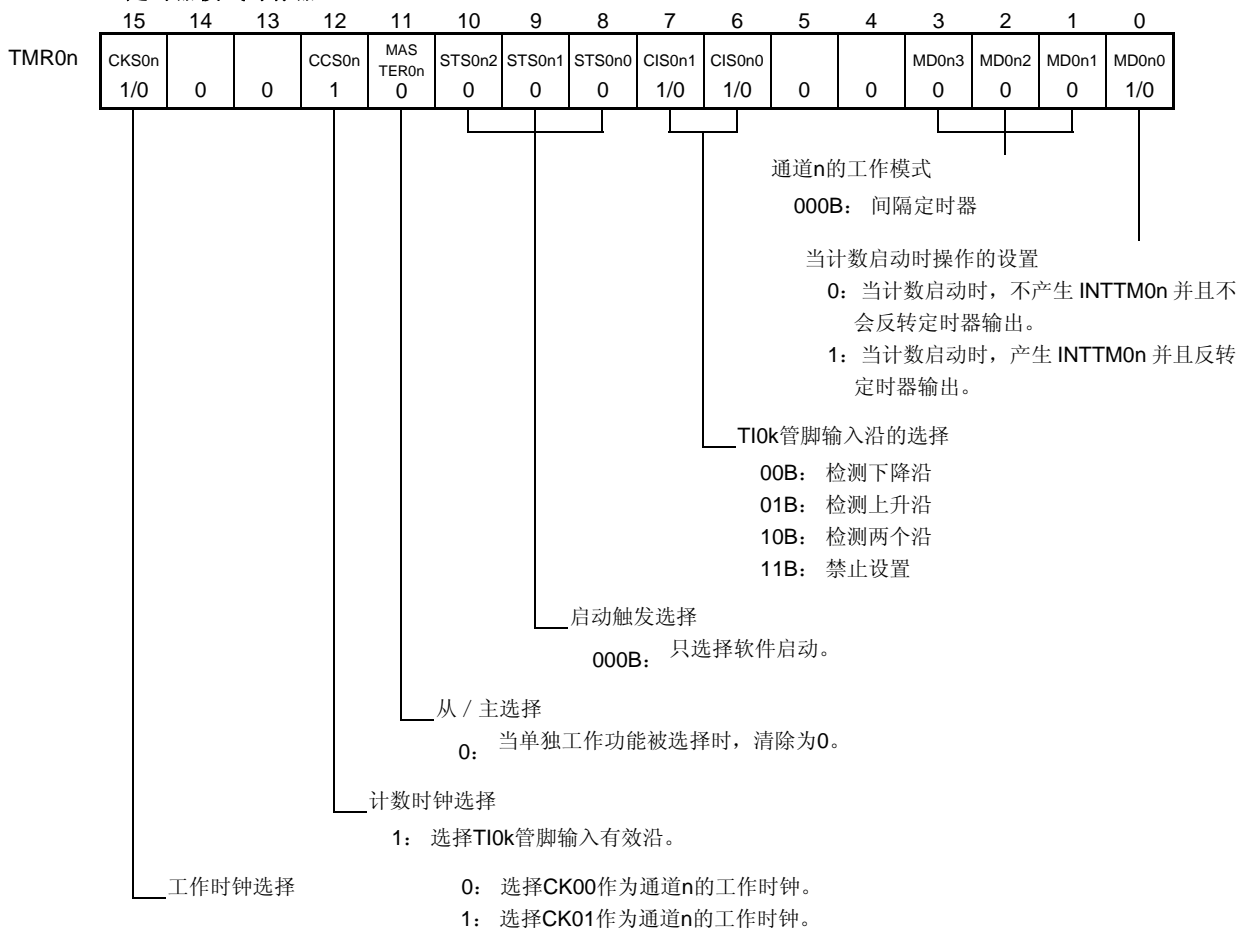 15 14 13 12 11 10 9 8 7 6 5 4 3 2 1 0
TMR0n
CKS0n CCS0n MAS TER0n STS0n2 STS0n1 STS0n0 CIS0n1 CIS0n0 MD0n3 MD0n2 MD0n1 MD0n0
1/0 0 0 1 0 0 0 0 1/0 1/0 0 0 0 0 0 1/0
通道n的工作模式
000B： 间隔定时器
当计数启动时操作的设置
0：当计数启动时，不产生 INTTM0n 并且不
会反转定时器输出。
1：当计数启动时，产生 INTTM0n 并且反转
定时器输出。
TI0k管脚输入沿的选择
00B： 检测下降沿
01B： 检测上升沿
10B： 检测两个沿
11B： 禁止设置
启动触发选择
000B： 只选择软件启动。
从／主选择
0： 当单独工作功能被选择时，清除为0。
计数时钟选择
1： 选择TI0k管脚输入有效沿。
工作时钟选择 0： 选择CK00作为通道n的工作时钟。
1： 选择CK01作为通道n的工作时钟。